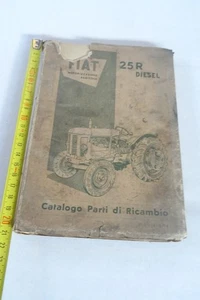 FIAT
25R
DIESEL
Catalogo Parti di Ricambio